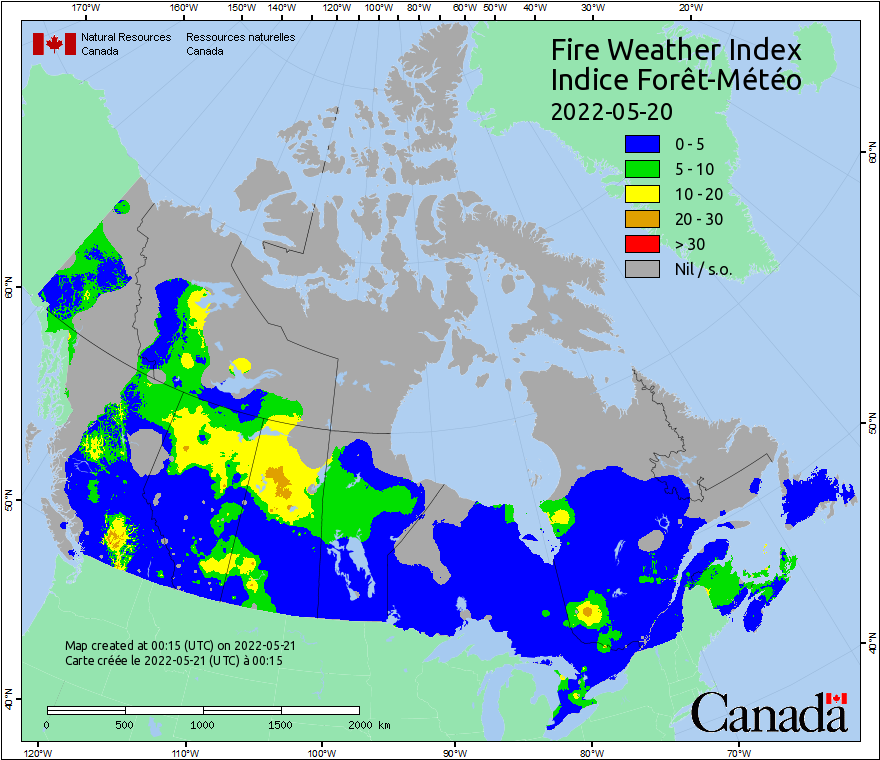 170°W 160°W 150°W 140°W 120°W 100°W 80°W 60°W 50°W 40°W 30°W 20°W
Natural Resources Ressources naturelles
Canada Canada
Fire Weather Index
Indice Forêt-Météo
2022-05-20
0 - 5
5 - 10
10 - 20
20 - 30
> 30
Nil / s.o.
60°N
60°N
50°N
50°N
40°N
40°N
Map created at 00:15 (UTC) on 2022-05-21
Carte créée le 2022-05-21 (UTC) à 00:15
0 500 1000 1500 2000 km
Canada
120°W 110°W 100°W 90°W 80°W 70°W